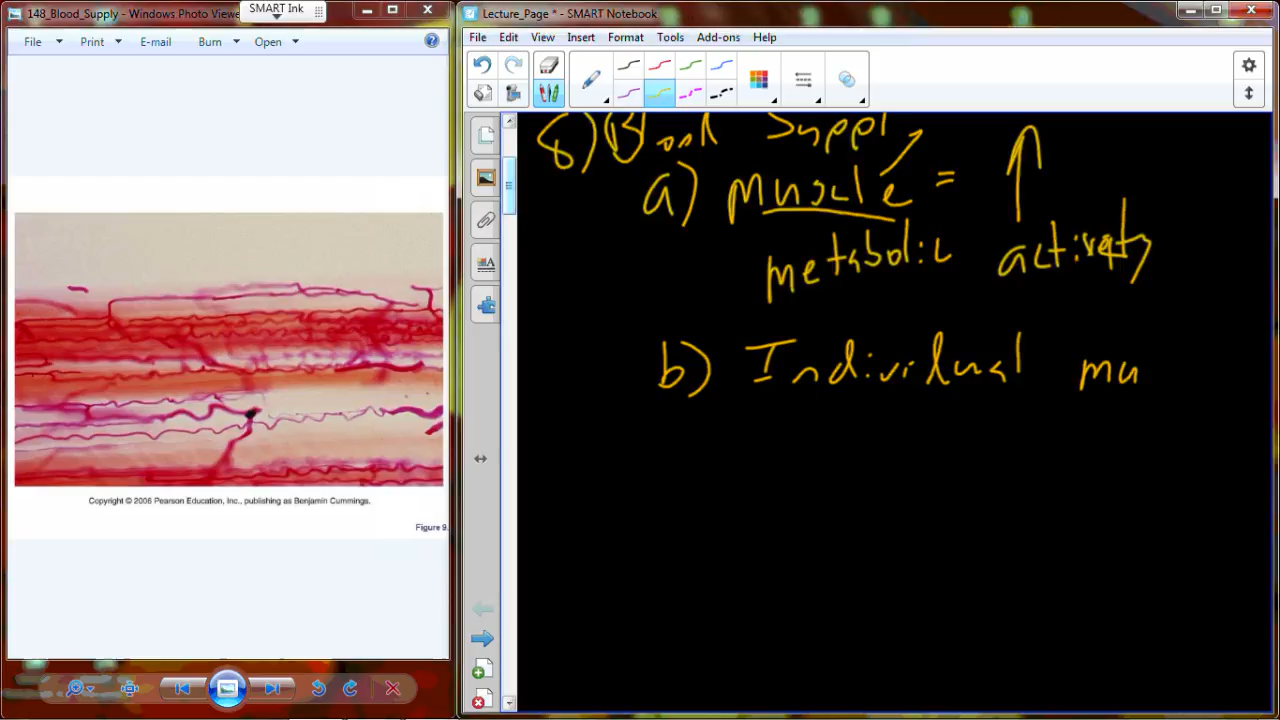 148_Blood_Supply - Windows Photo Viewe
SMART Ink
File Print E-mail Burn Open
Copyright © 2006 Pearson Education, Inc., publishing as Benjamin Cummings.
Figure 9.
Lecture_Page * - SMART Notebook
File Edit View Insert Format Tools Add-ons Help
8) Blood Supply
a) muscle = ↑
metabolic activity
b) Individual mu